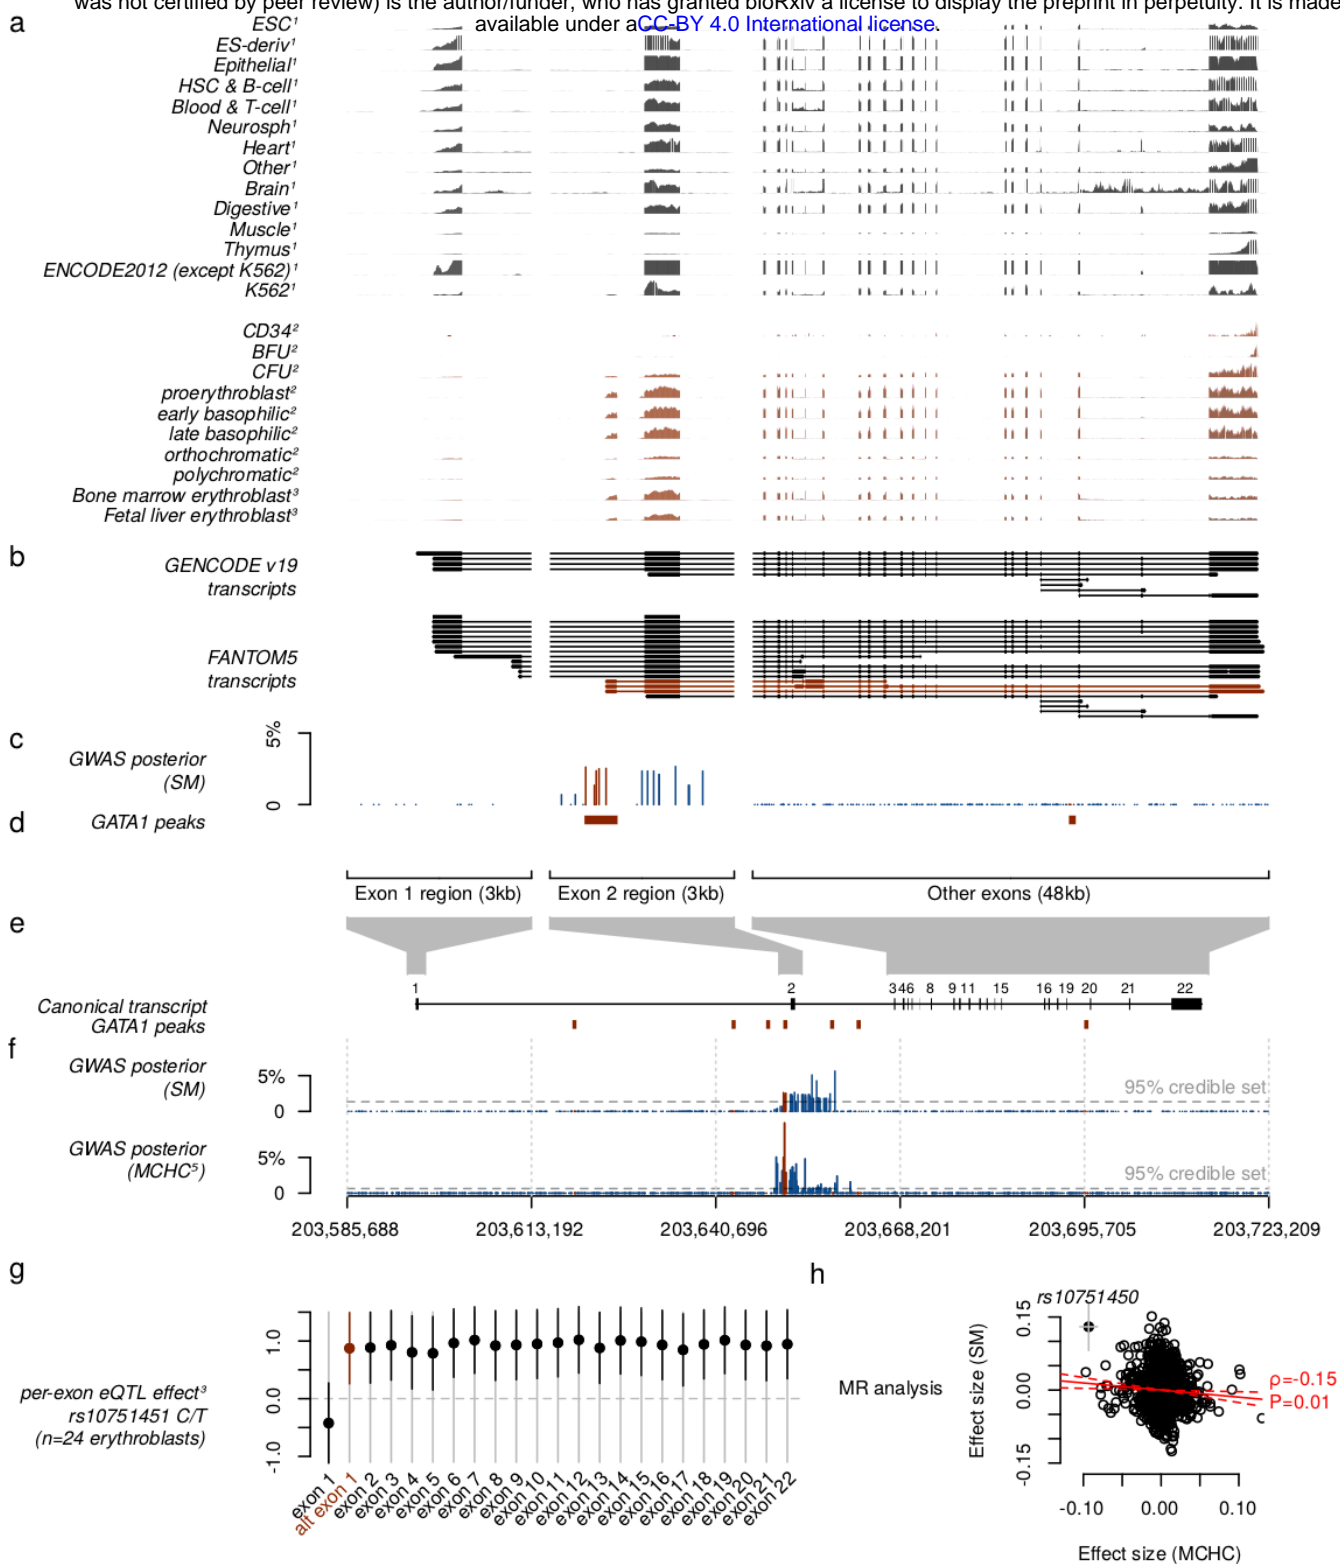 was not certified by peer review) is the author/funder, who has granted bioRxiv a license to display the preprint in perpetuity. It is made
available under aCC-BY 4.0 International license.
a
ESC¹
ES-deriv¹
Epithelial¹
HSC & B-cell¹
Blood & T-cell¹
Neurosph¹
Heart¹
Other¹
Brain¹
Digestive¹
Muscle¹
Thymus¹
ENCODE2012 (except K562)¹
K562¹
CD34²
BFU²
CFU²
proerythroblast²
early basophilic²
late basophilic²
orthochromatic²
polychromatic²
Bone marrow erythroblast³
Fetal liver erythroblast³
b
GENCODE v19
transcripts
FANTOM5
transcripts
c
GWAS posterior
(SM)
5%
0
d
GATA1 peaks
Exon 1 region (3kb)
Exon 2 region (3kb)
Other exons (48kb)
e
1 2 346 8 9 11 15 16 19 20 21 22
Canonical transcript
GATA1 peaks
f
GWAS posterior
(SM)
5%
0
95% credible set
GWAS posterior
(MCHC⁵)
5%
0
95% credible set
203,585,688 203,613,192 203,640,696 203,668,201 203,695,705 203,723,209
g
per-exon eQTL effect³
rs10751451 C/T
(n=24 erythroblasts)
1.0
0.0
-1.0
exon 1
alt exon 1
exon 2
exon 3
exon 4
exon 5
exon 6
exon 7
exon 8
exon 9
exon 10
exon 11
exon 12
exon 13
exon 14
exon 15
exon 16
exon 17
exon 18
exon 19
exon 20
exon 21
exon 22
h
MR analysis
rs10751450
Effect size (SM)
0.15
0.00
-0.15
ρ=-0.15
P=0.01
-0.10 0.00 0.10
Effect size (MCHC)